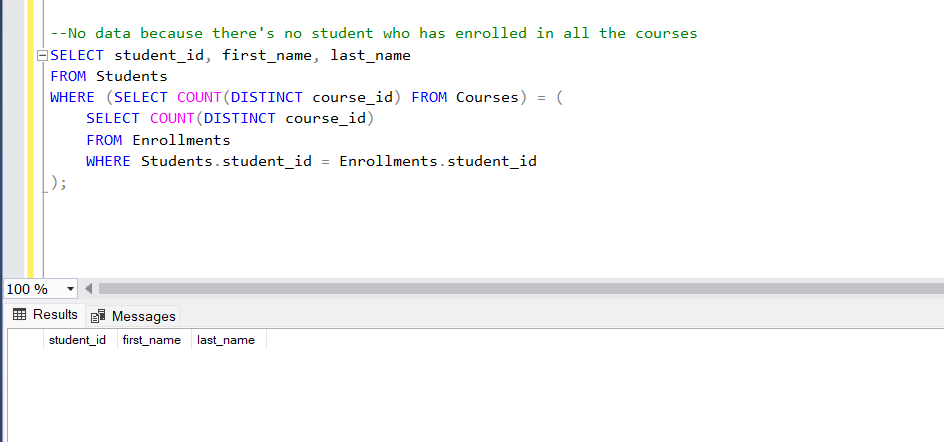 --No data because there's no student who has enrolled in all the courses
SELECT student_id, first_name, last_name
FROM Students
WHERE (SELECT COUNT(DISTINCT course_id) FROM Courses) = (
    SELECT COUNT(DISTINCT course_id)
    FROM Enrollments
    WHERE Students.student_id = Enrollments.student_id
);
100 %
Results Messages
student_id first_name last_name